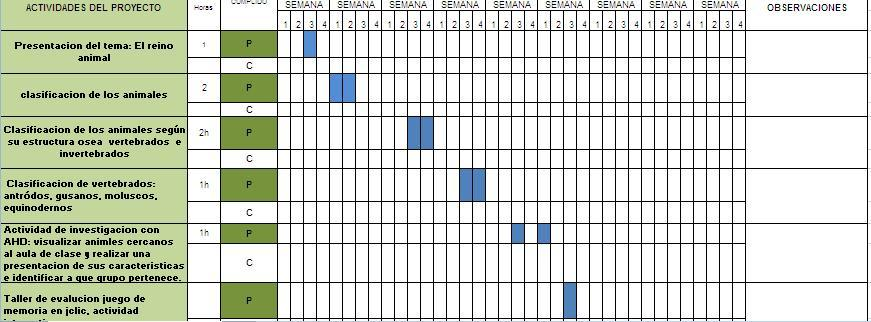 ACTIVIDADES DEL PROYECTO Horas CUMPLIDO SEMANA SEMANA SEMANA SEMANA SEMANA SEMANA SEMANA SEMANA SEMANA OBSERVACIONES
1 2 3 4 1 2 3 4 1 2 3 4 1 2 3 4 1 2 3 4 1 2 3 4 1 2 3 4 1 2 3 4 1 2 3 4
Presentacion del tema: El reino
animal
1 P
C
clasificacion de los animales
2 P
C
Clasificacion de los animales según
su estructura osea vertebrados e
invertebrados
2h P
C
Clasificacion de vertebrados:
antródos, gusanos, moluscos,
equinodernos
1h P
C
Actividad de investigacion con
AHD: visualizar animles cercanos
al aula de clase y realizar una
presentacion de sus caracteristicas
e identificar a que grupo pertenece.
1h P
C
Taller de evalucion juego de
memoria en jclic, actividad
P